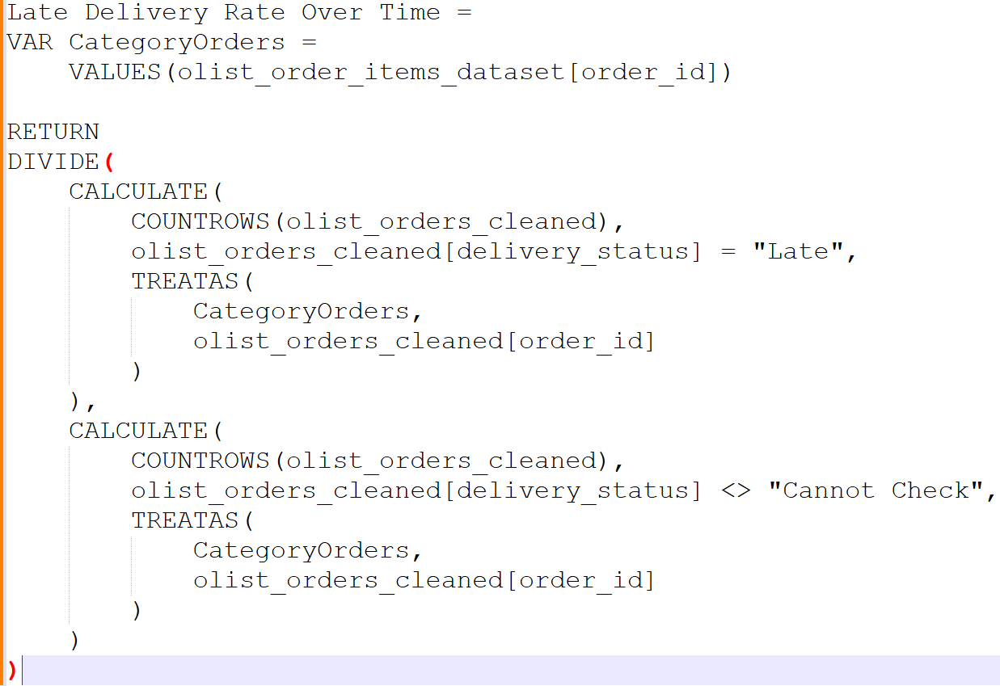 Late Delivery Rate Over Time =
VAR CategoryOrders =
    VALUES(olist_order_items_dataset[order_id])

RETURN
DIVIDE(
    CALCULATE(
        COUNTROWS(olist_orders_cleaned),
        olist_orders_cleaned[delivery_status] = "Late",
        TREATAS(
            CategoryOrders,
            olist_orders_cleaned[order_id]
        )
    ),
    CALCULATE(
        COUNTROWS(olist_orders_cleaned),
        olist_orders_cleaned[delivery_status] <> "Cannot Check",
        TREATAS(
            CategoryOrders,
            olist_orders_cleaned[order_id]
        )
    )
)